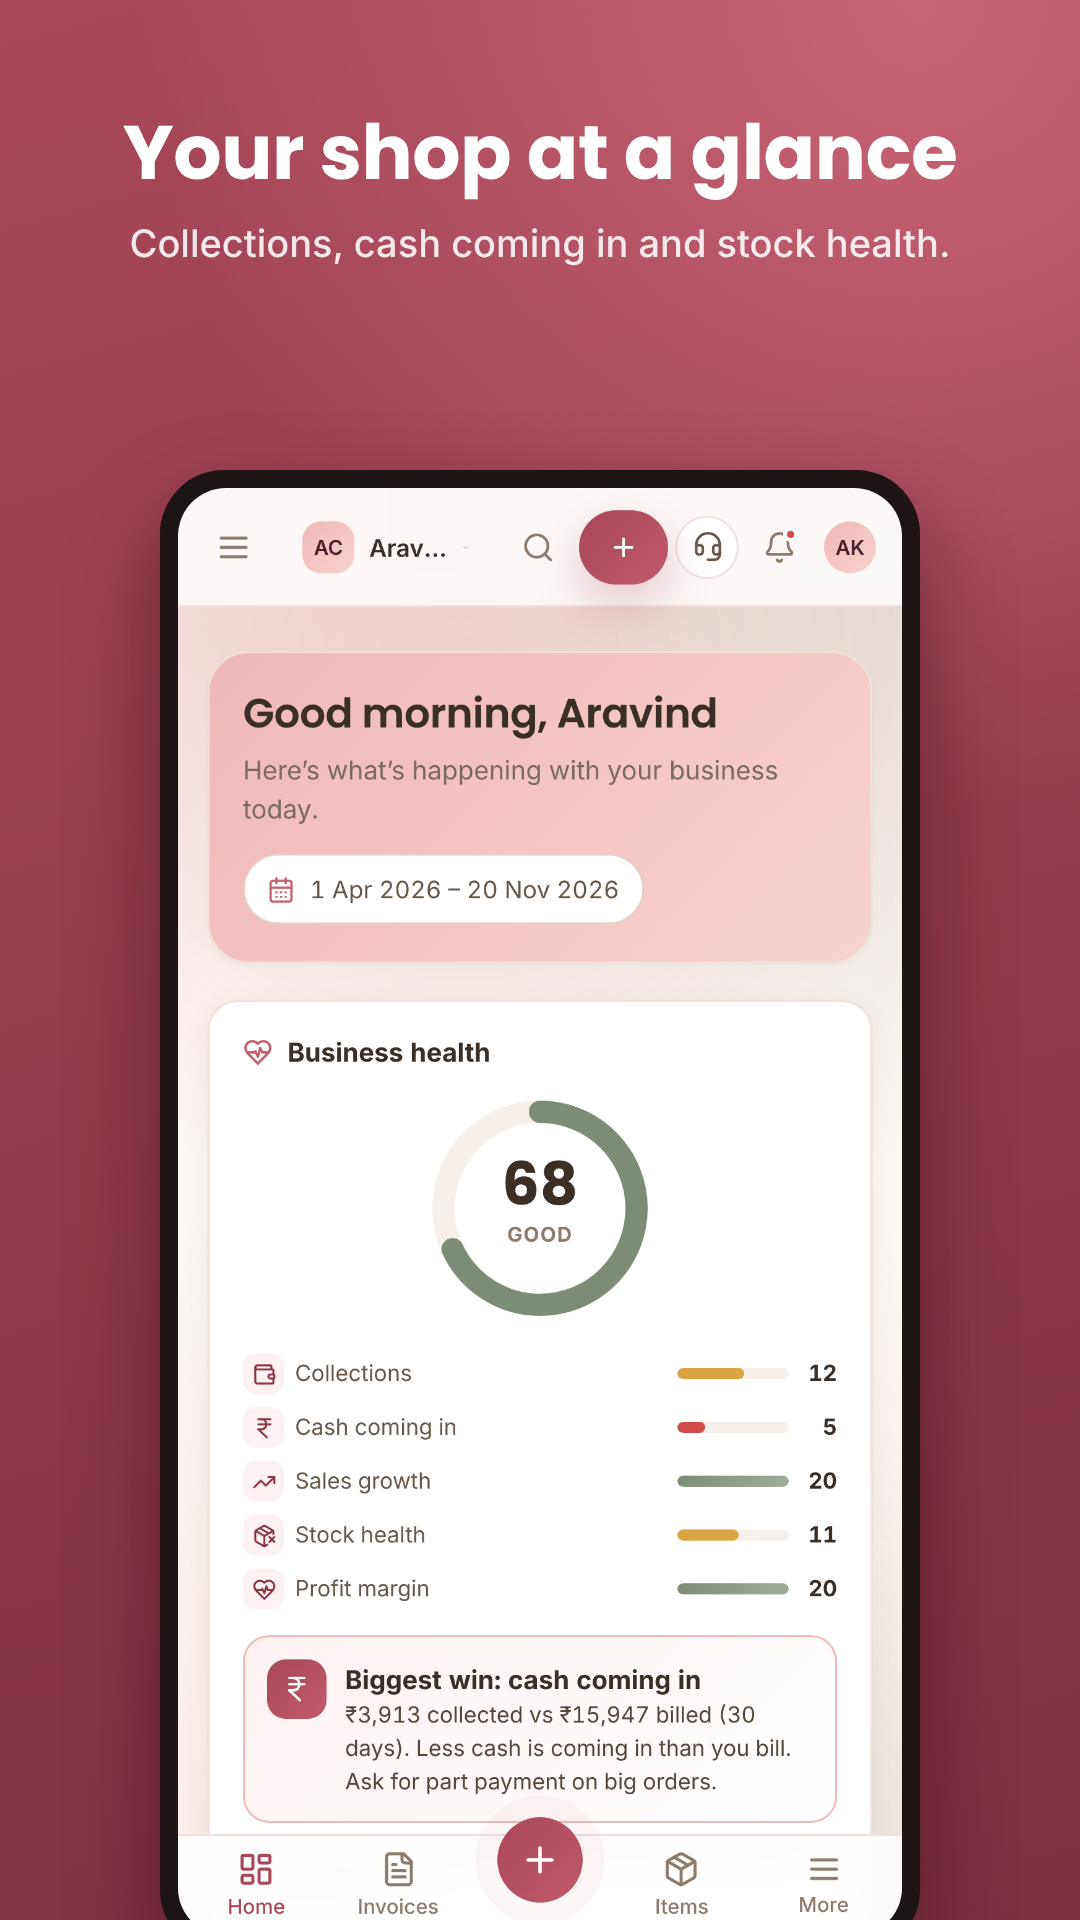 Your shop at a glance
Collections, cash coming in and stock health.
AC Arav... AK
Good morning, Aravind
Here’s what’s happening with your business
today.
1 Apr 2026 – 20 Nov 2026
Business health
68
GOOD
Collections 12
Cash coming in 5
Sales growth 20
Stock health 11
Profit margin 20
Biggest win: cash coming in
₹3,913 collected vs ₹15,947 billed (30
days). Less cash is coming in than you bill.
Ask for part payment on big orders.
Home Invoices Items More